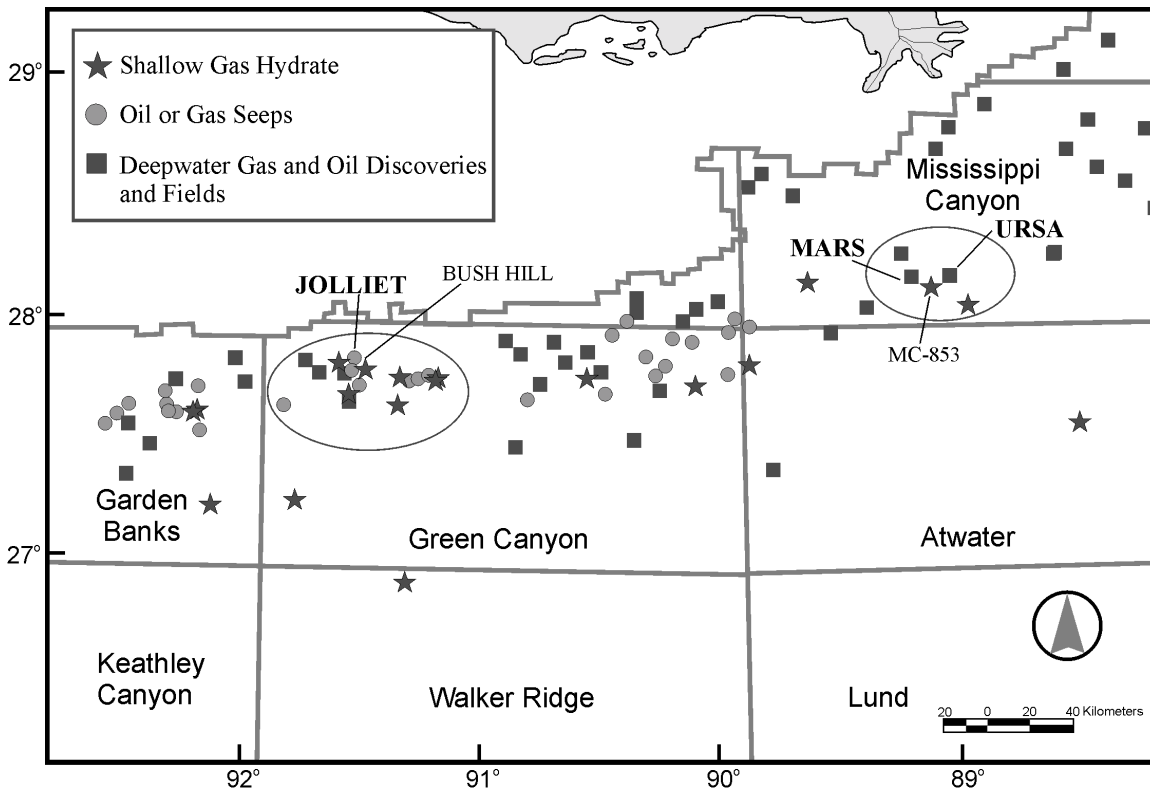 29°
Shallow Gas Hydrate
Oil or Gas Seeps
Deepwater Gas and Oil Discoveries
and Fields
Mississippi
Canyon
URSA
MARS
BUSH HILL
JOLLIET
28°
MC-853
Garden
Banks
Green Canyon
Atwater
27°
Keathley
Canyon
Walker Ridge
Lund
20 0 20 40 Kilometers
92°
91°
90°
89°